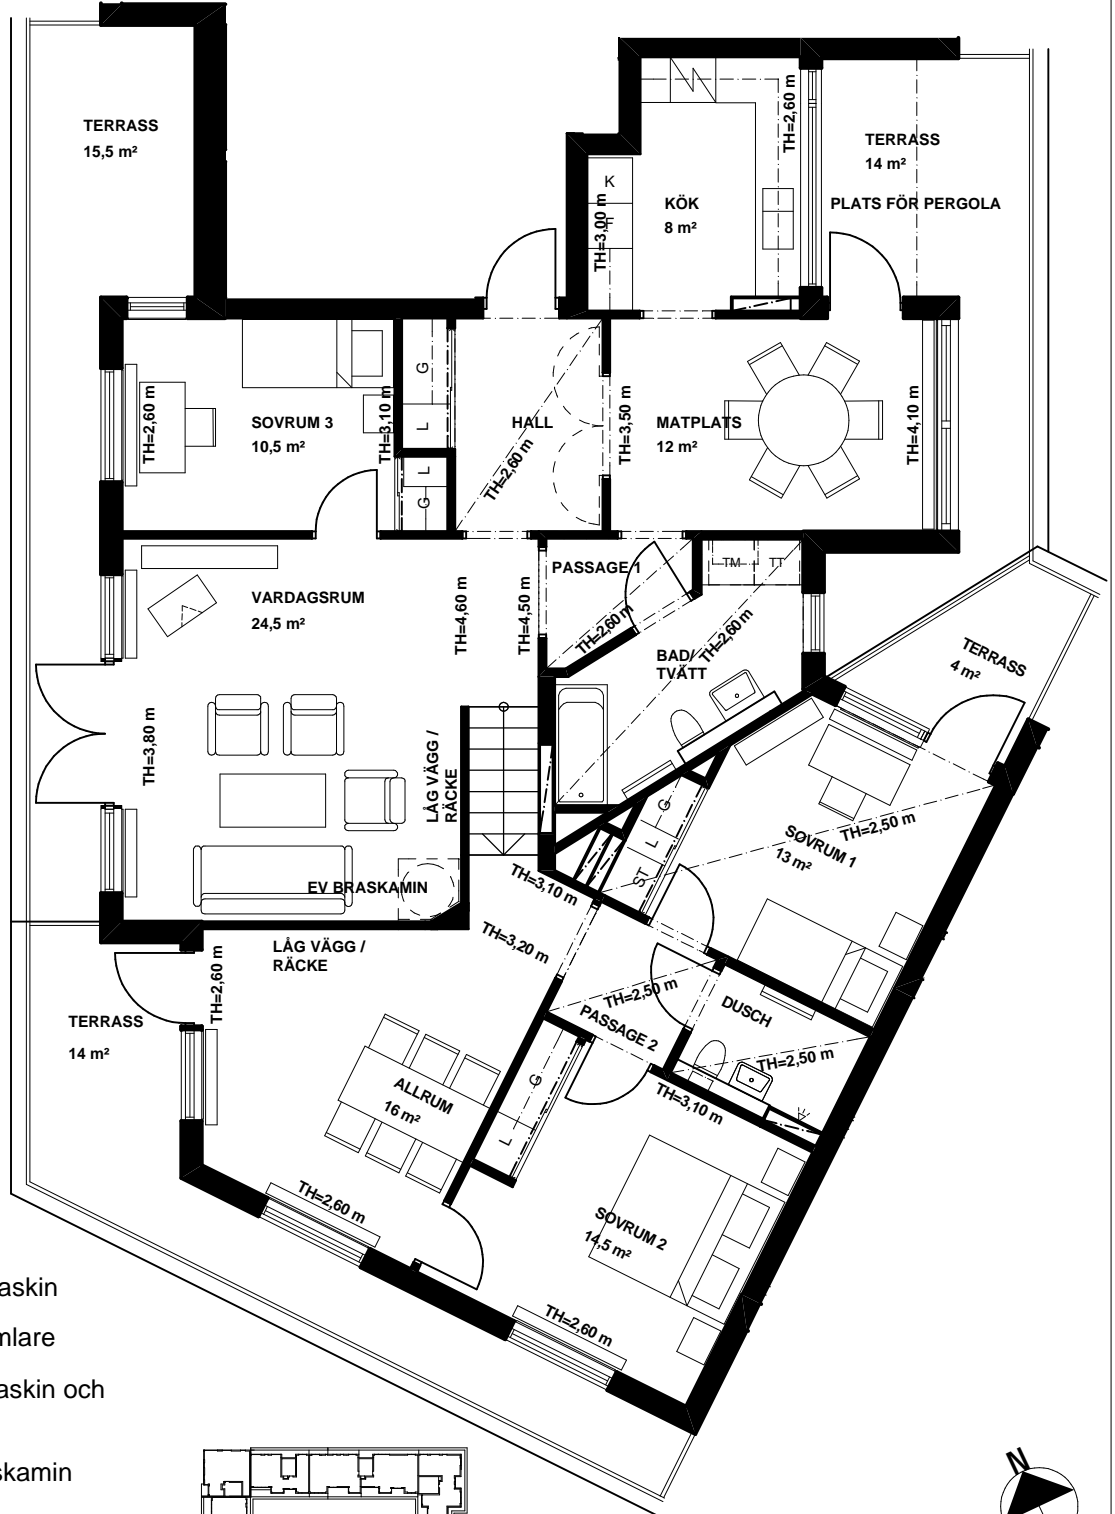 TERRASS
15,5 m²
TH=2,60 m
TERRASS
14 m²
PLATS FÖR PERGOLA
K
F
TH=3,00 m
KÖK
8 m²
G
L
L
G
SOVRUM 3
10,5 m²
TH=2,60 m
TH=3,10 m
HALL
TH=2,60 m
TH=3,50 m
MATPLATS
12 m²
TH=4,10 m
VARDAGSRUM
24,5 m²
TH=4,60 m
TH=4,50 m
PASSAGE 1
TH=2,60 m
TM
TT
TH=2,60 m
BAD/
TVÄTT
TERRASS
4 m²
TH=3,80 m
LÅG VÄGG /
RÄCKE
EV BRASKAMIN
G
L
ST
SOVRUM 1
13 m²
TH=2,50 m
TH=3,10 m
TH=3,20 m
LÅG VÄGG /
RÄCKE
TH=2,60 m
TERRASS
14 m²
TH=2,50 m
PASSAGE 2
DUSCH
TH=2,50 m
TH=3,10 m
G
L
ALLRUM
16 m²
TH=2,60 m
SOVRUM 2
14,5 m²
TH=2,60 m
askin
mlare
askin och
skamin
N